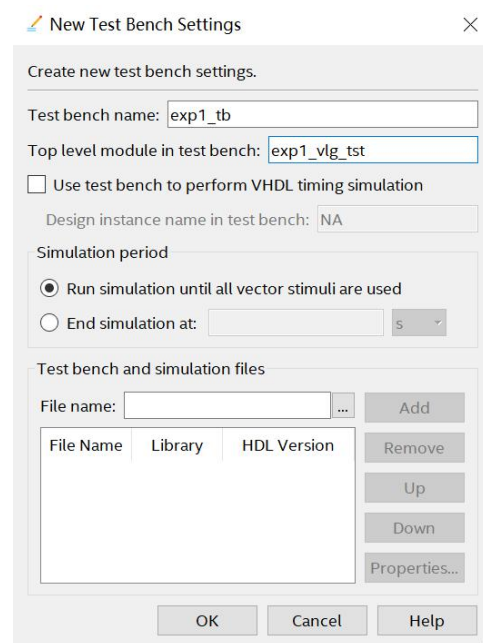 New Test Bench Settings
Create new test bench settings.
Test bench name: exp1_tb
Top level module in test bench: exp1_vlg_tst
Use test bench to perform VHDL timing simulation
Design instance name in test bench: NA
Simulation period
Run simulation until all vector stimuli are used
End simulation at: s
Test bench and simulation files
File name: ... Add
File Name Library HDL Version Remove
Up
Down
Properties...
OK Cancel Help